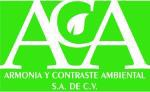 ACA
ARMONIA Y CONTRASTE AMBIENTAL
S.A. DE C.V.